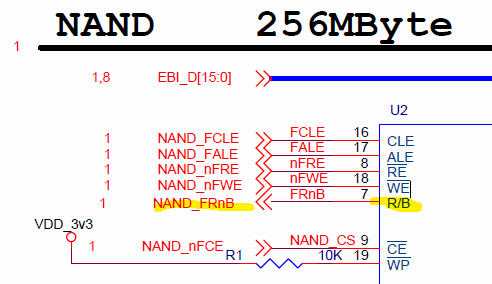 NAND 256MByte
1
1,8 EBI_D[15:0]
U2
1 NAND_FCLE FCLE 16 CLE
1 NAND_FALE FALE 17 ALE
1 NAND_nFRE nFRE 8 RE
1 NAND_nFWE nFWE 18 WE
1 NAND_FRnB FRnB 7 R/B
VDD_3v3
1 NAND_nFCE NAND_CS 9 CE
R1 10K 19 WP